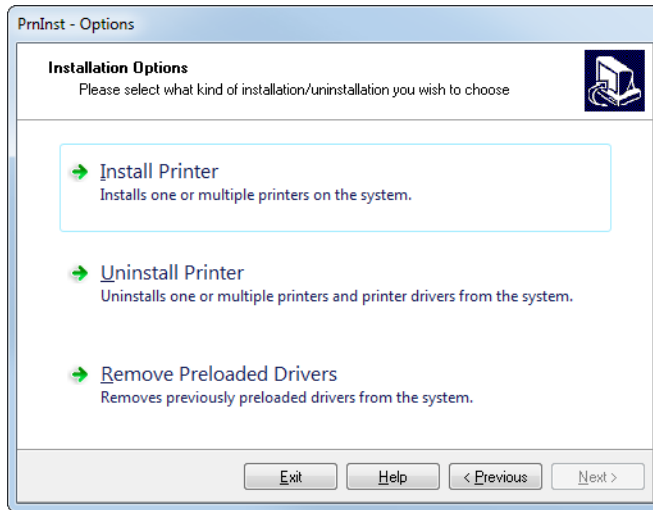 PrnInst - Options
Installation Options
Please select what kind of installation/uninstallation you wish to choose
Install Printer
Installs one or multiple printers on the system.
Uninstall Printer
Uninstalls one or multiple printers and printer drivers from the system.
Remove Preloaded Drivers
Removes previously preloaded drivers from the system.
Exit
Help
< Previous
Next >